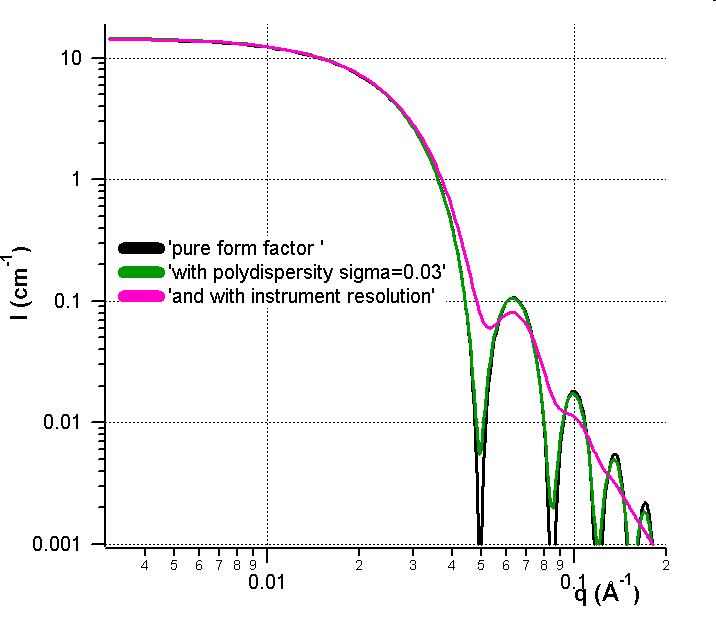 10
1
'pure form factor '
'with polydispersity sigma=0.03'
'and with instrument resolution'
I (cm-1)
0.1
0.01
0.001
4 5 6 7 8 9 2 3 4 5 6 7 8 9 2
0.01 0.1
q (Å-1)